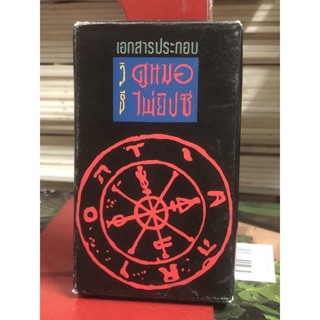 เอกสารประกอบ
วิธี ดูหมอ
ไพ่ยิปซี